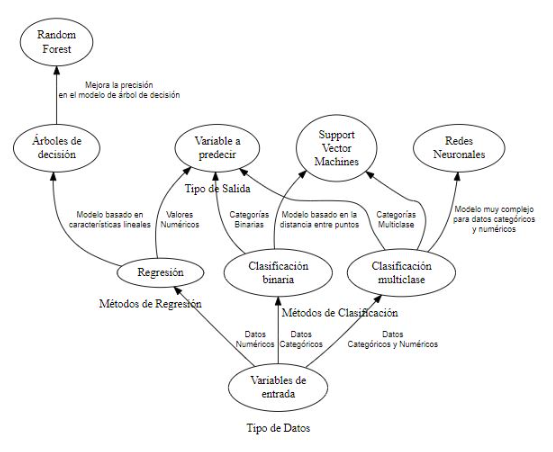 Random
Forest
Mejora la precisión
en el modelo de árbol de decisión
Árboles de
decisión
Variable a
predecir
Support
Vector
Machines
Redes
Neuronales
Tipo de Salida
Modelo basado en
características lineales
Valores
Numéricos
Categorías
Binarias
Modelo basado en la
distancia entre puntos
Categorías
Multiclase
Modelo muy complejo
para datos categóricos
y numéricos
Regresión
Clasificación
binaria
Clasificación
multiclase
Métodos de Regresión
Métodos de Clasificación
Datos
Numéricos
Datos
Categóricos
Datos
Categóricos y Numéricos
Variables de
entrada
Tipo de Datos